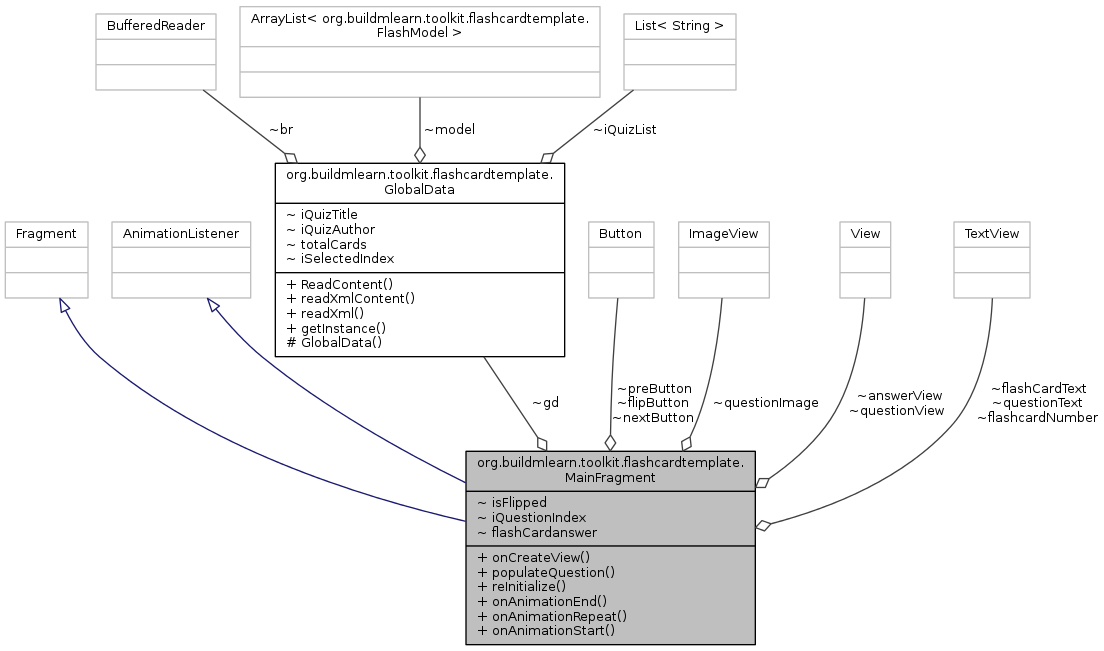 BufferedReader
ArrayList< org.buildmlearn.toolkit.flashcardtemplate.
FlashModel >
List< String >
~br
~model
~iQuizList
org.buildmlearn.toolkit.flashcardtemplate.
GlobalData
~ iQuizTitle
~ iQuizAuthor
~ totalCards
~ iSelectedIndex
+ ReadContent()
+ readXmlContent()
+ readXml()
+ getInstance()
# GlobalData()
Fragment
AnimationListener
Button
ImageView
View
TextView
~gd
~preButton
~flipButton
~nextButton
~questionImage
~answerView
~questionView
~flashCardText
~questionText
~flashcardNumber
org.buildmlearn.toolkit.flashcardtemplate.
MainFragment
~ isFlipped
~ iQuestionIndex
~ flashCardanswer
+ onCreateView()
+ populateQuestion()
+ reInitialize()
+ onAnimationEnd()
+ onAnimationRepeat()
+ onAnimationStart()